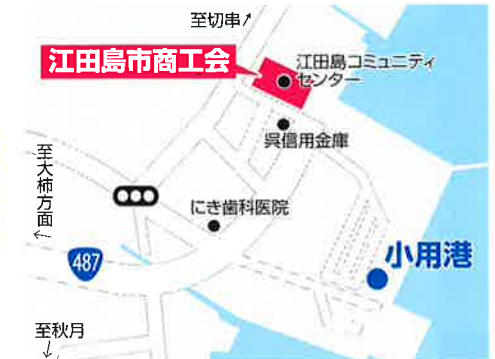 至切串
江田島市商工会
江田島コミュニティ
センター
呉信用金庫
至大柿方面
にき歯科医院
487
小用港
至秋月